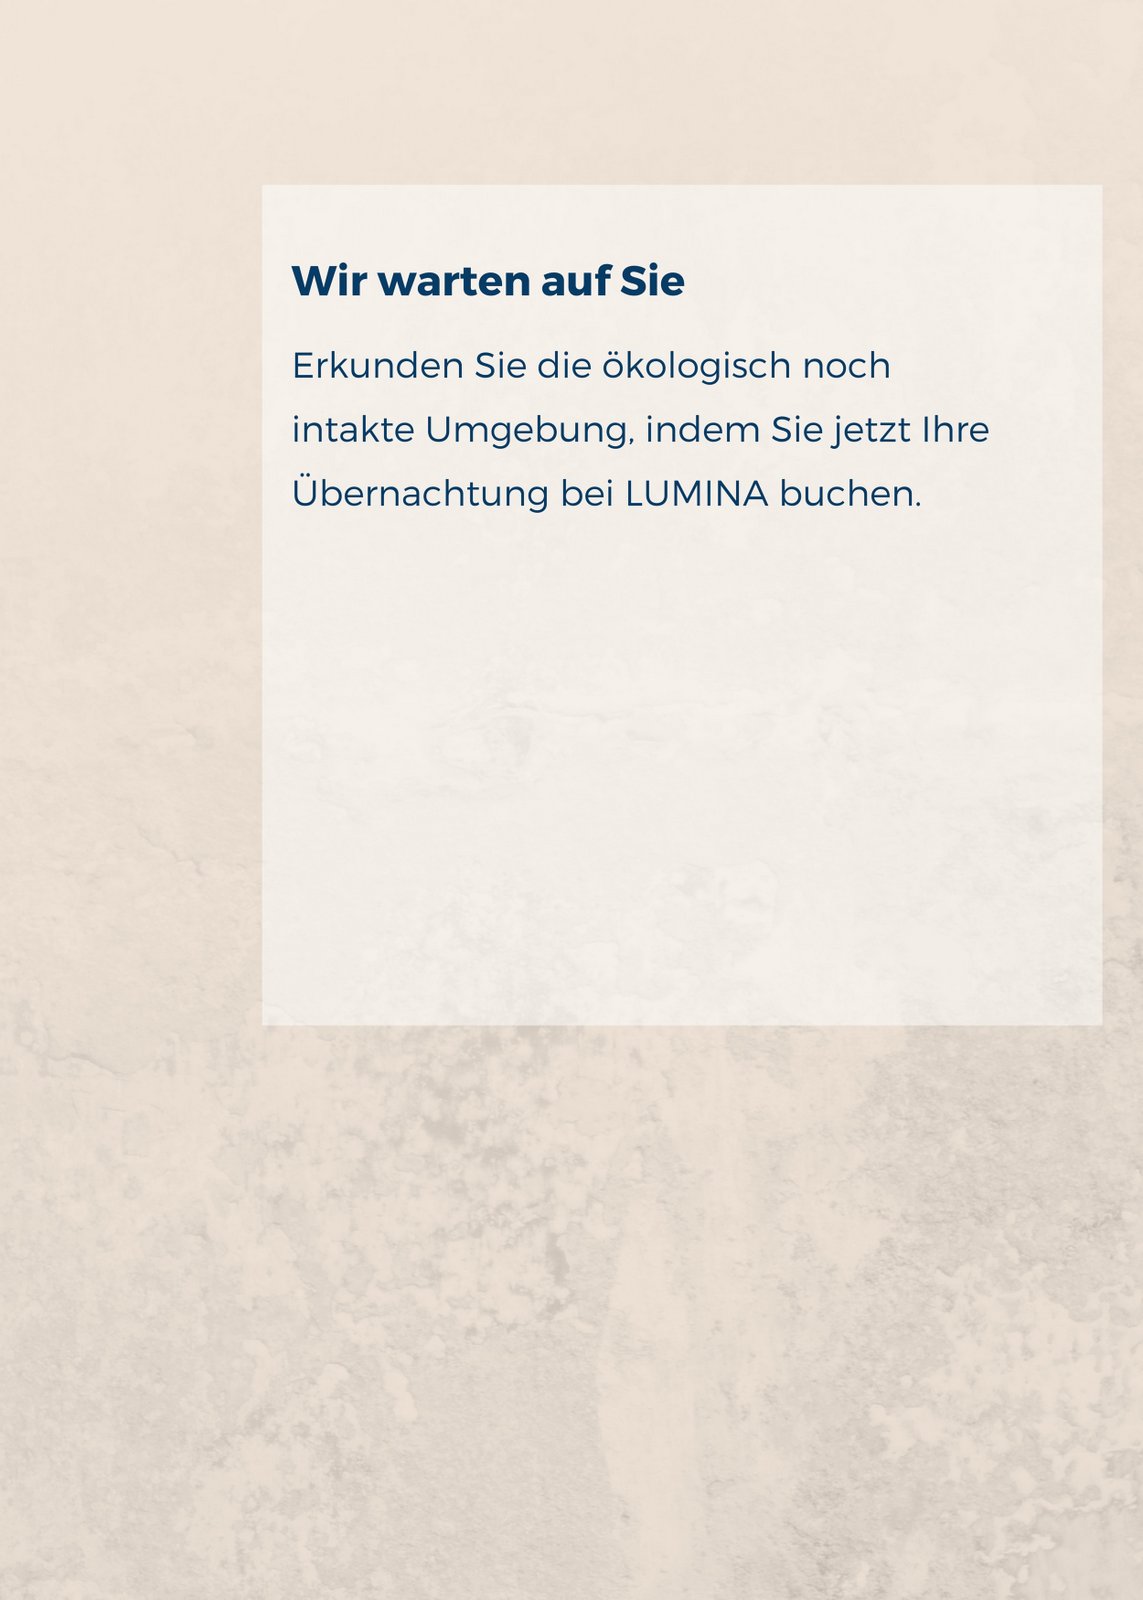 Wir warten auf Sie
Erkunden Sie die ökologisch noch
intakte Umgebung, indem Sie jetzt Ihre
Übernachtung bei LUMINA buchen.